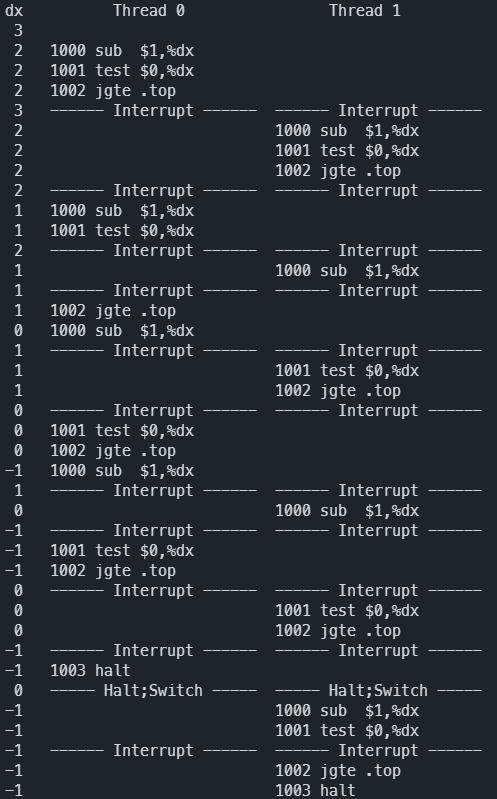 dx          Thread 0                Thread 1
 3
 2   1000 sub  $1,%dx
 2   1001 test $0,%dx
 2   1002 jgte .top
 3   ------ Interrupt ------  ------ Interrupt ------
 2                            1000 sub  $1,%dx
 2                            1001 test $0,%dx
 2                            1002 jgte .top
 2   ------ Interrupt ------  ------ Interrupt ------
 1   1000 sub  $1,%dx
 1   1001 test $0,%dx
 2   ------ Interrupt ------  ------ Interrupt ------
 1                            1000 sub  $1,%dx
 1   ------ Interrupt ------  ------ Interrupt ------
 1   1002 jgte .top
 0   1000 sub  $1,%dx
 1   ------ Interrupt ------  ------ Interrupt ------
 1                            1001 test $0,%dx
 1                            1002 jgte .top
 0   ------ Interrupt ------  ------ Interrupt ------
 0   1001 test $0,%dx
 0   1002 jgte .top
-1   1000 sub  $1,%dx
 1   ------ Interrupt ------  ------ Interrupt ------
 0                            1000 sub  $1,%dx
-1   ------ Interrupt ------  ------ Interrupt ------
-1   1001 test $0,%dx
-1   1002 jgte .top
 0   ------ Interrupt ------  ------ Interrupt ------
 0                            1001 test $0,%dx
 0                            1002 jgte .top
-1   ------ Interrupt ------  ------ Interrupt ------
-1   1003 halt
 0   ----- Halt;Switch -----  ----- Halt;Switch -----
-1                            1000 sub  $1,%dx
-1                            1001 test $0,%dx
-1   ------ Interrupt ------  ------ Interrupt ------
-1                            1002 jgte .top
-1                            1003 halt